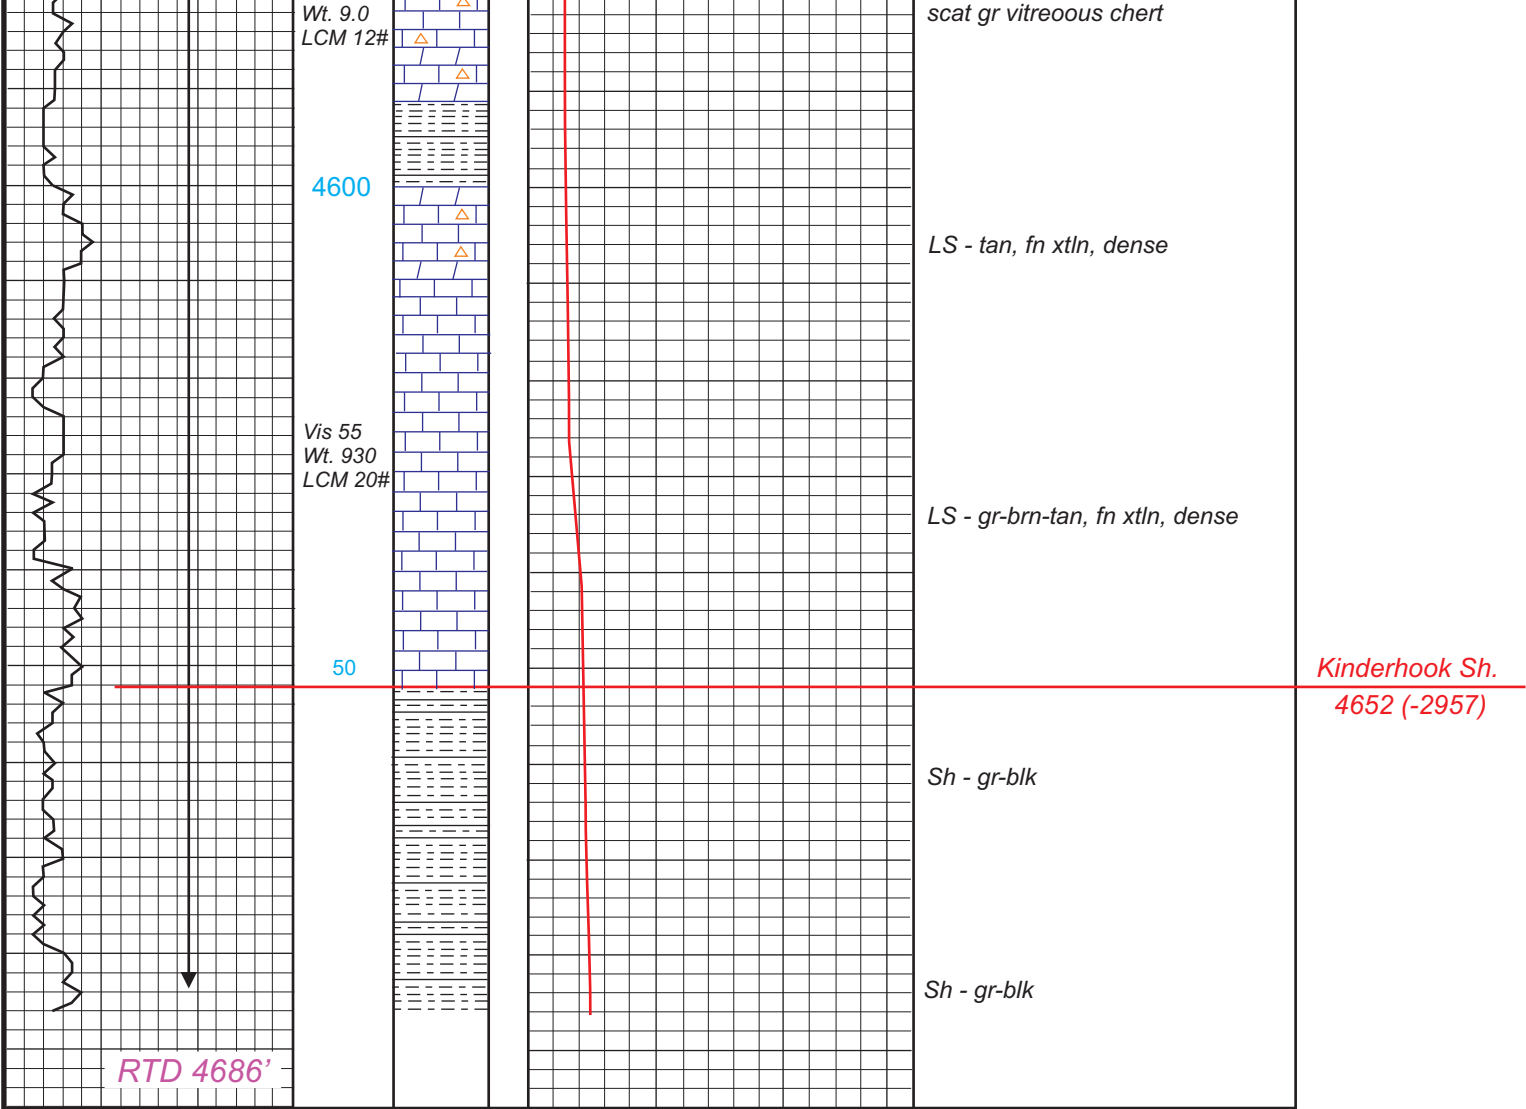 Wt. 9.0
LCM 12#
scat gr vitreoous chert
4600
LS - tan, fn xtln, dense
Vis 55
Wt. 930
LCM 20#
LS - gr-brn-tan, fn xtln, dense
50
Kinderhook Sh.
4652 (-2957)
Sh - gr-blk
Sh - gr-blk
RTD 4686’